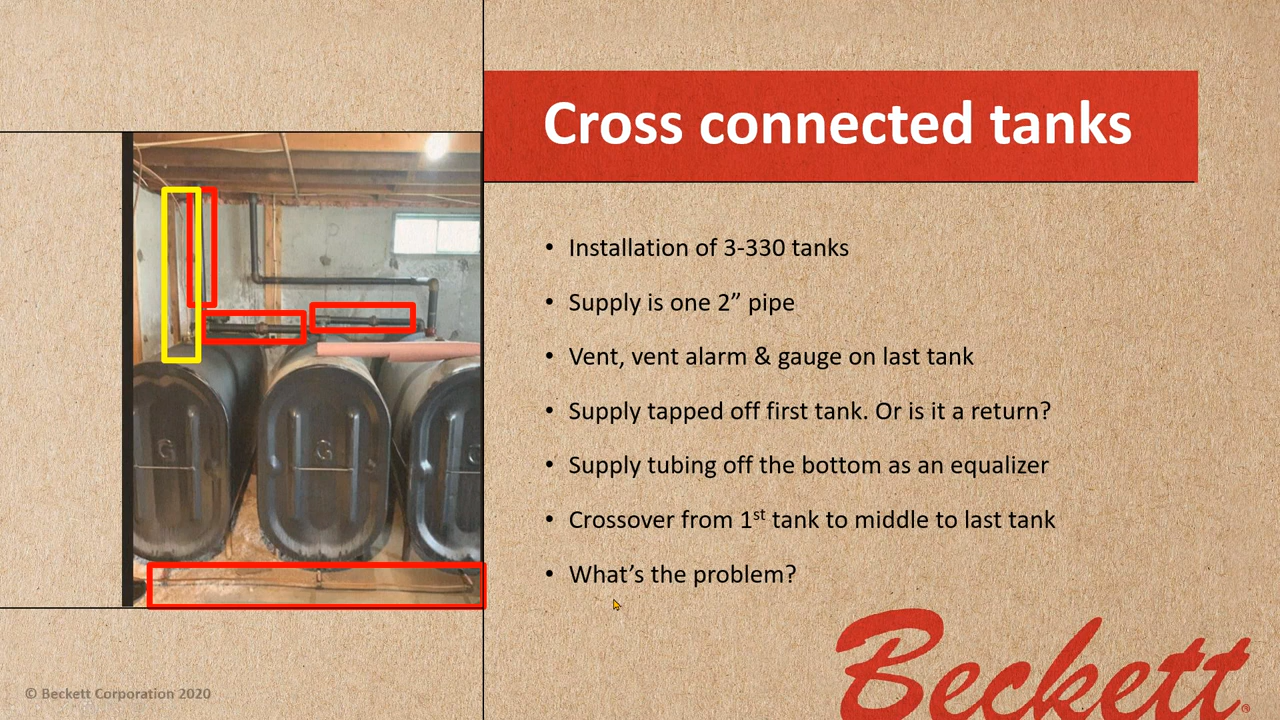 Cross connected tanks
• Installation of 3-330 tanks
• Supply is one 2” pipe
• Vent, vent alarm & gauge on last tank
• Supply tapped off first tank. Or is it a return?
• Supply tubing off the bottom as an equalizer
• Crossover from 1st tank to middle to last tank
• What’s the problem?
G
G
© Beckett Corporation 2020
Beckett®